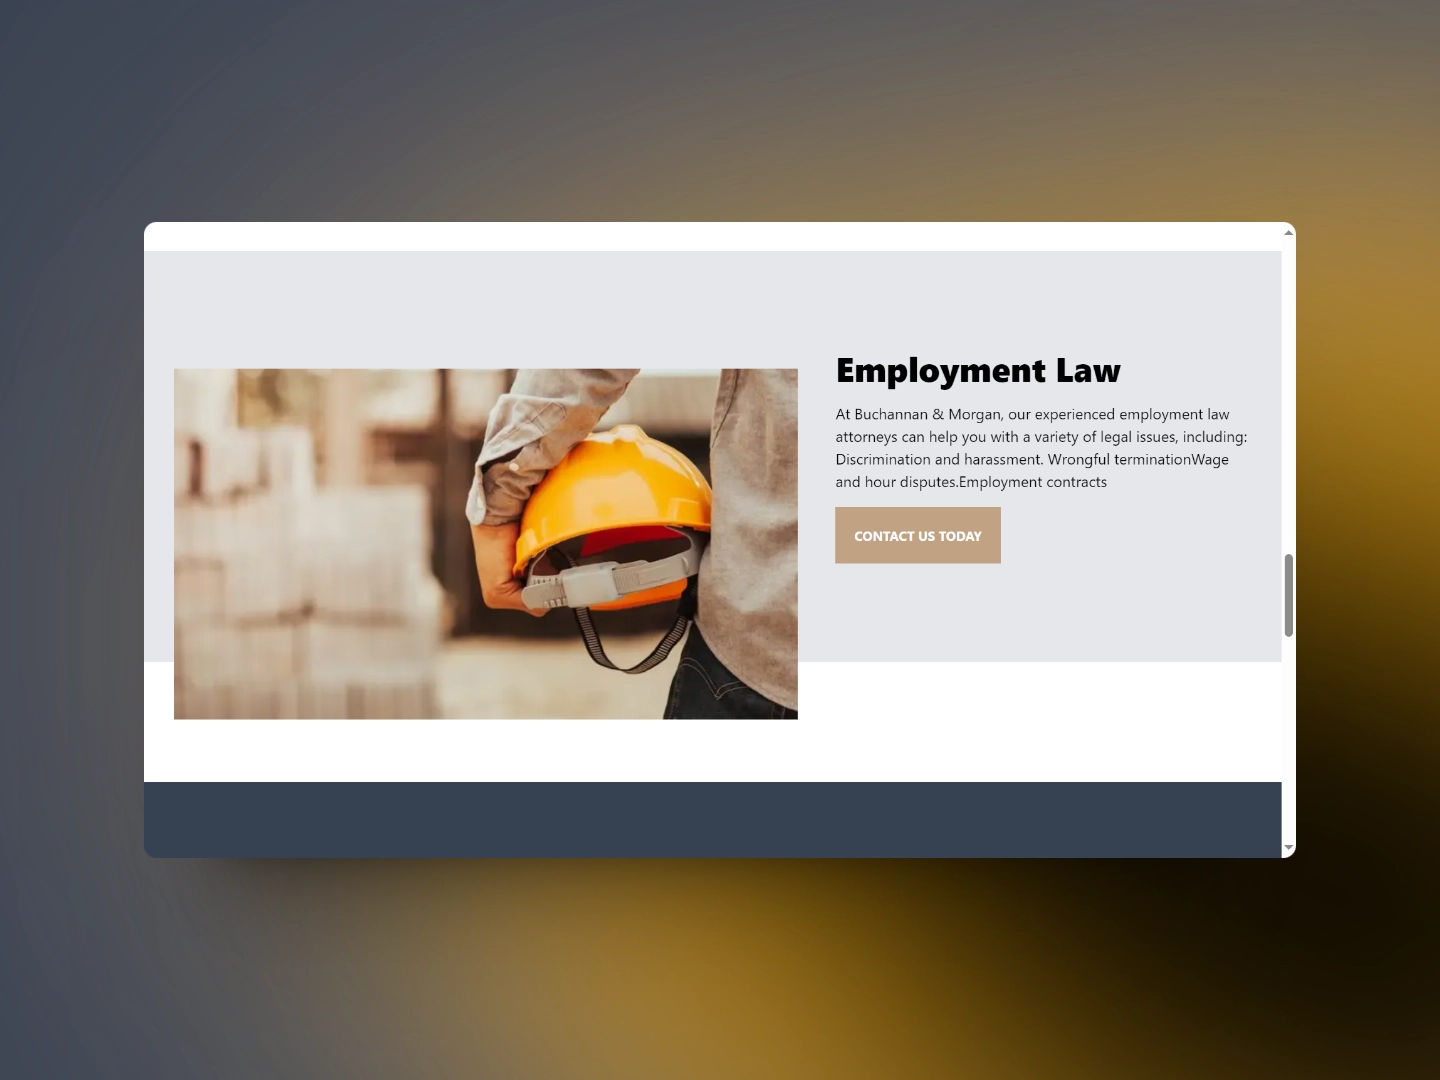 Employment Law
At Buchannan & Morgan, our experienced employment law
attorneys can help you with a variety of legal issues, including:
Discrimination and harassment. Wrongful terminationWage
and hour disputes.Employment contracts
CONTACT US TODAY